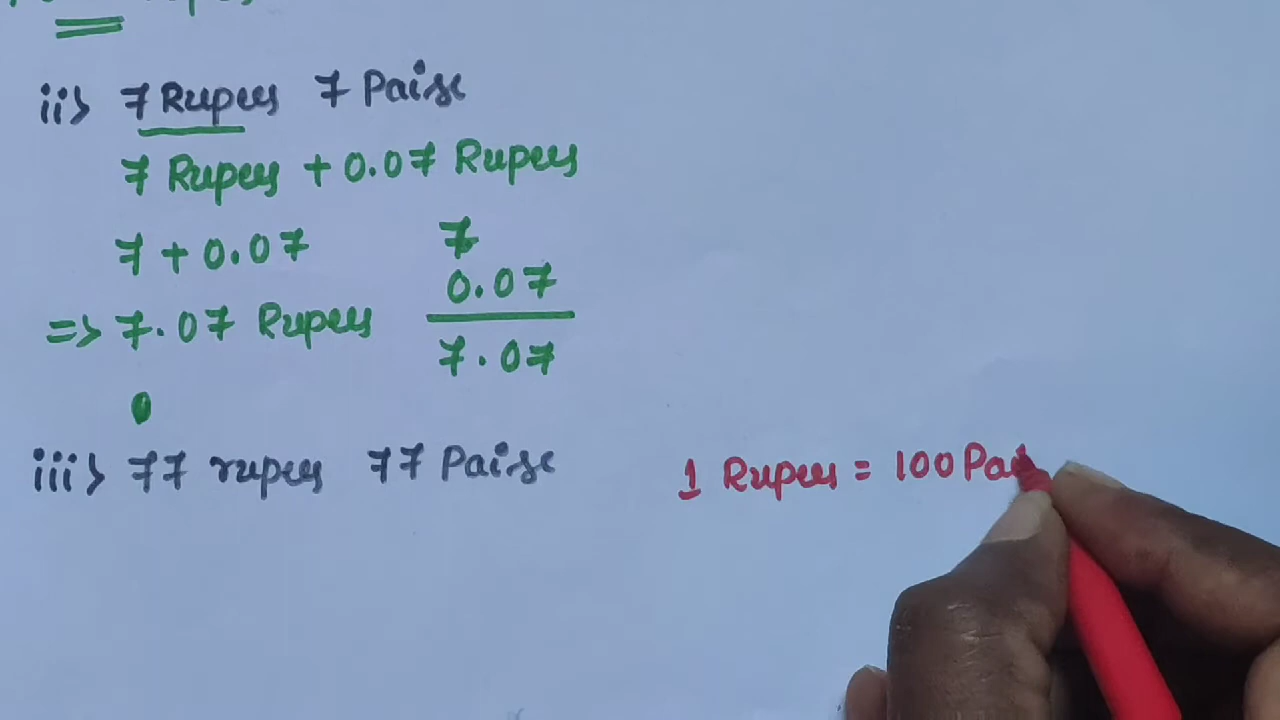 ii> 7 Rupees 7 Paise
7 Rupees + 0.07 Rupees
7 + 0.07
7
0.07
=> 7.07 Rupees
7.07
iii> 77 rupees 77 Paise
1 Rupees = 100 Pai